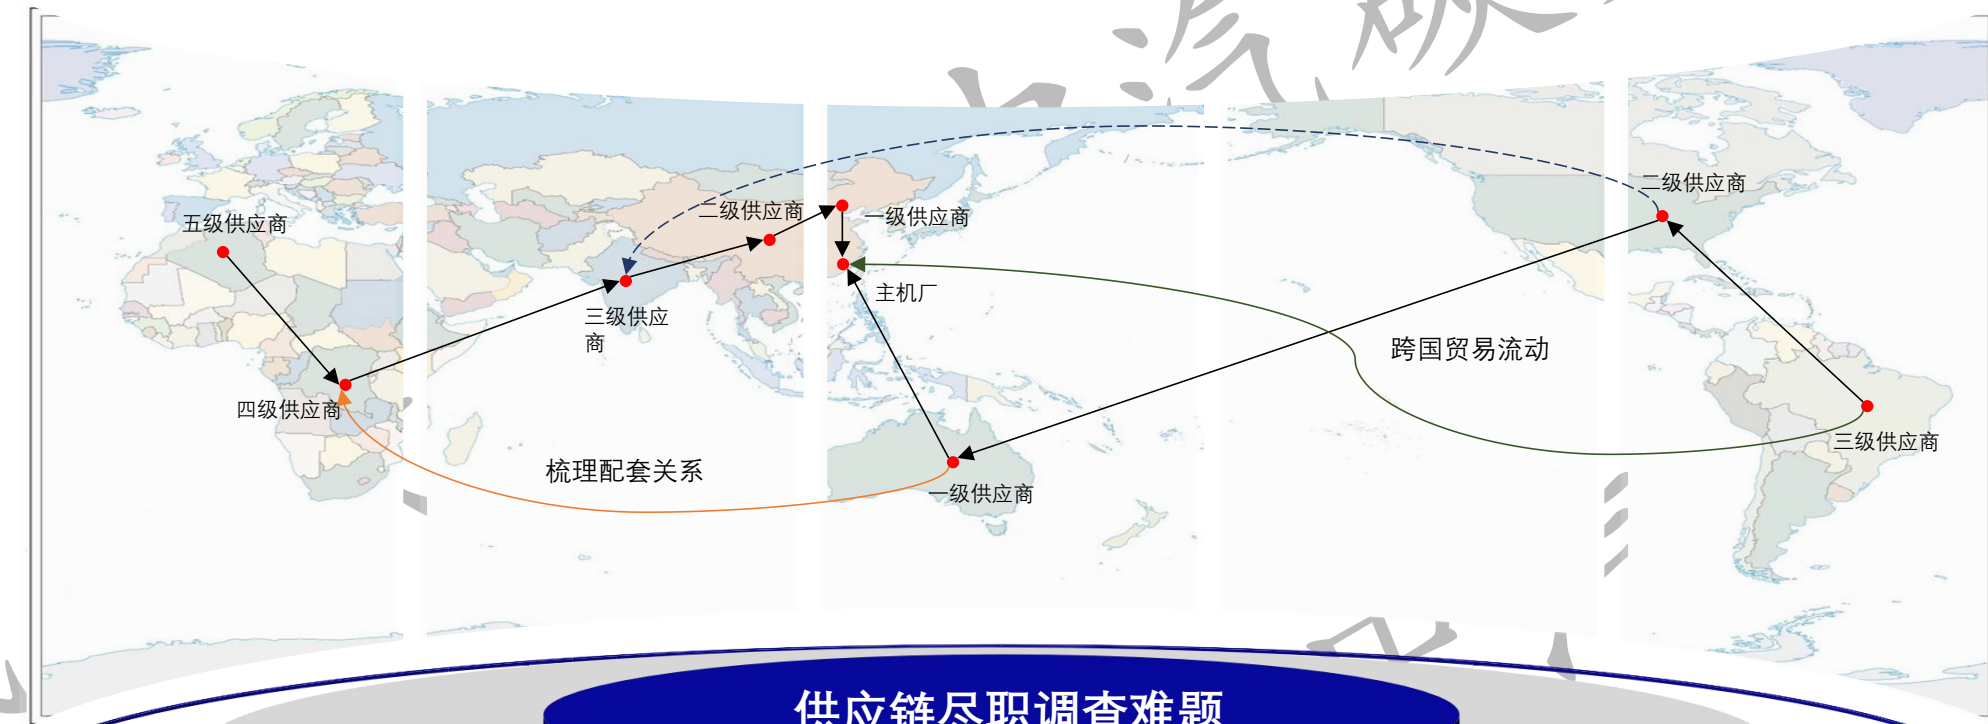 二级供应商
二级供应商
一级供应商
五级供应商
主机厂
三级供应
商
跨国贸易流动
四级供应商
三级供应商
梳理配套关系
一级供应商
供应链尽职调查难题